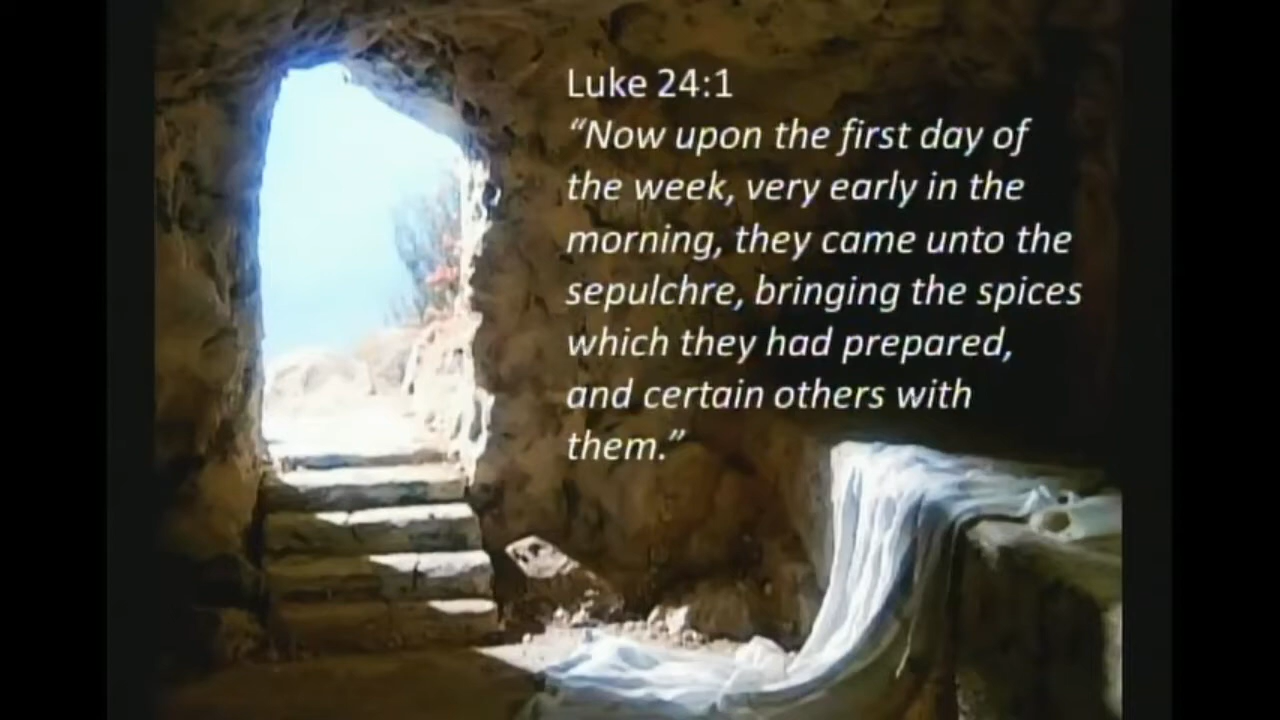 Luke 24:1
“Now upon the first day of
the week, very early in the
morning, they came unto the
sepulchre, bringing the spices
which they had prepared,
and certain others with
them.”